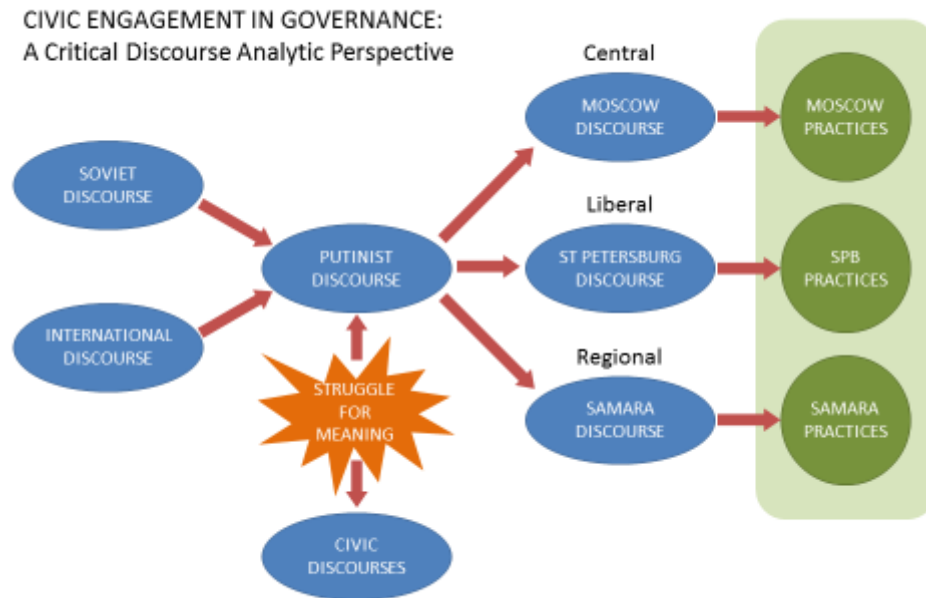 CIVIC ENGAGEMENT IN GOVERNANCE:
A Critical Discourse Analytic Perspective
SOVIET
DISCOURSE
INTERNATIONAL
DISCOURSE
PUTINIST
DISCOURSE
STRUGGLE
FOR
MEANING
CIVIC
DISCOURSES
Central
MOSCOW
DISCOURSE
MOSCOW
PRACTICES
Liberal
ST PETERSBURG
DISCOURSE
SPB
PRACTICES
Regional
SAMARA
DISCOURSE
SAMARA
PRACTICES